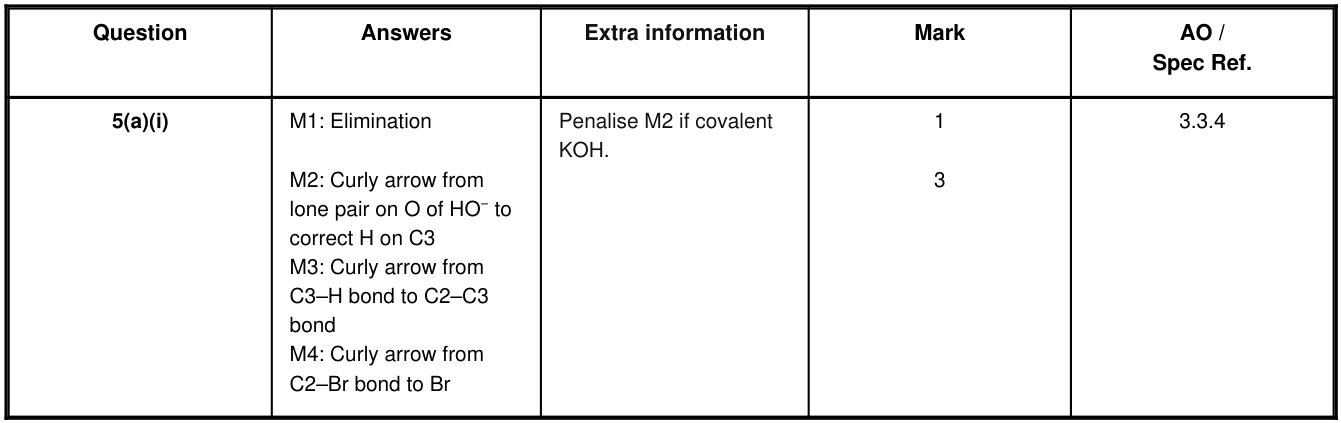 Question Answers Extra information Mark AO /
Spec Ref.
5(a)(i) M1: Elimination Penalise M2 if covalent 1 3.3.4
KOH.
M2: Curly arrow from 3
lone pair on O of HO⁻ to
correct H on C3
M3: Curly arrow from
C3–H bond to C2–C3
bond
M4: Curly arrow from
C2–Br bond to Br